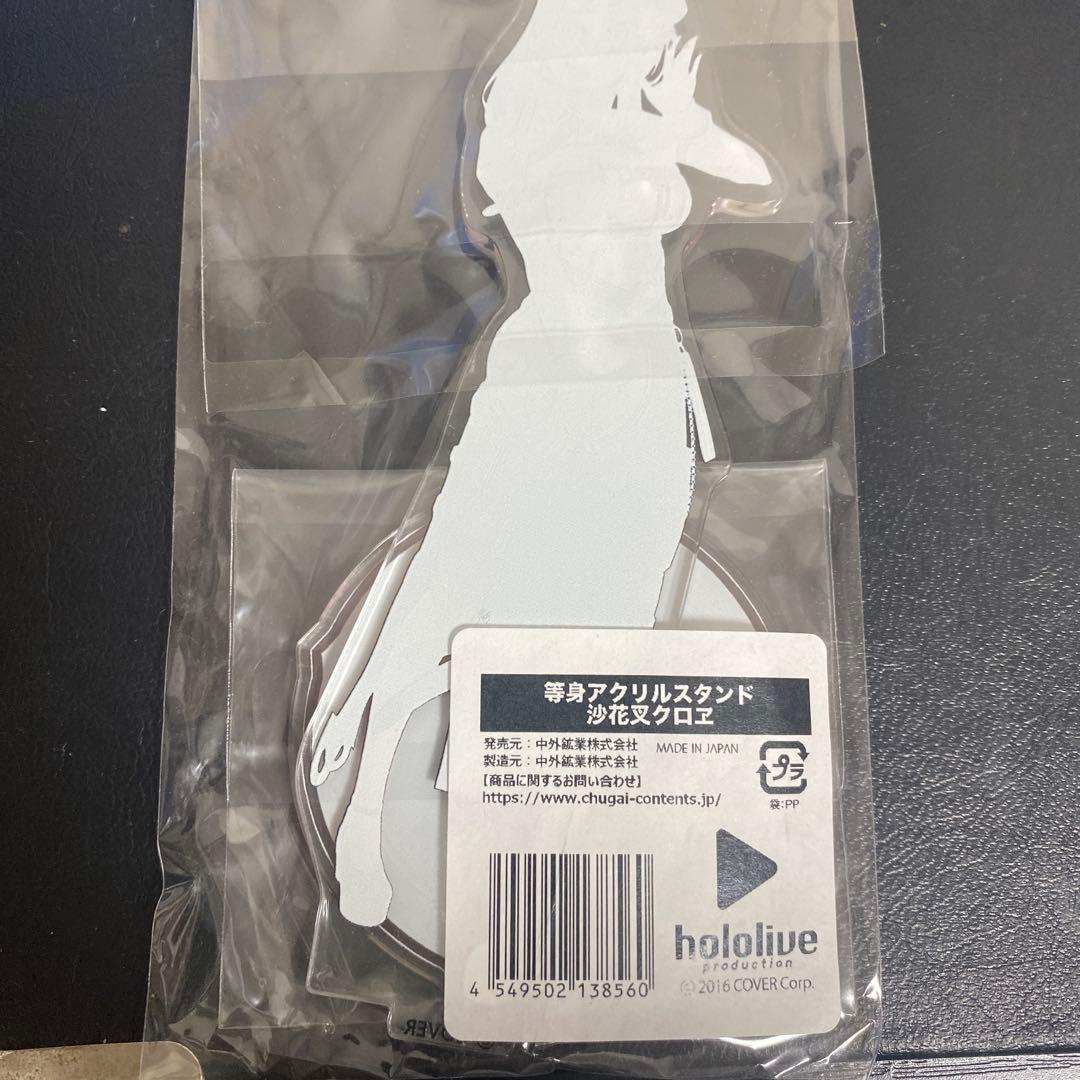 等身アクリルスタンド
沙花叉クロヱ
発売元：中外鉱業株式会社 MADE IN JAPAN
製造元：中外鉱業株式会社
【商品に関するお問い合わせ】
https://www.chugai-contents.jp/
プラ
袋:PP
hololive
production
© 2016 COVER Corp.
4 549502 138560
COVER